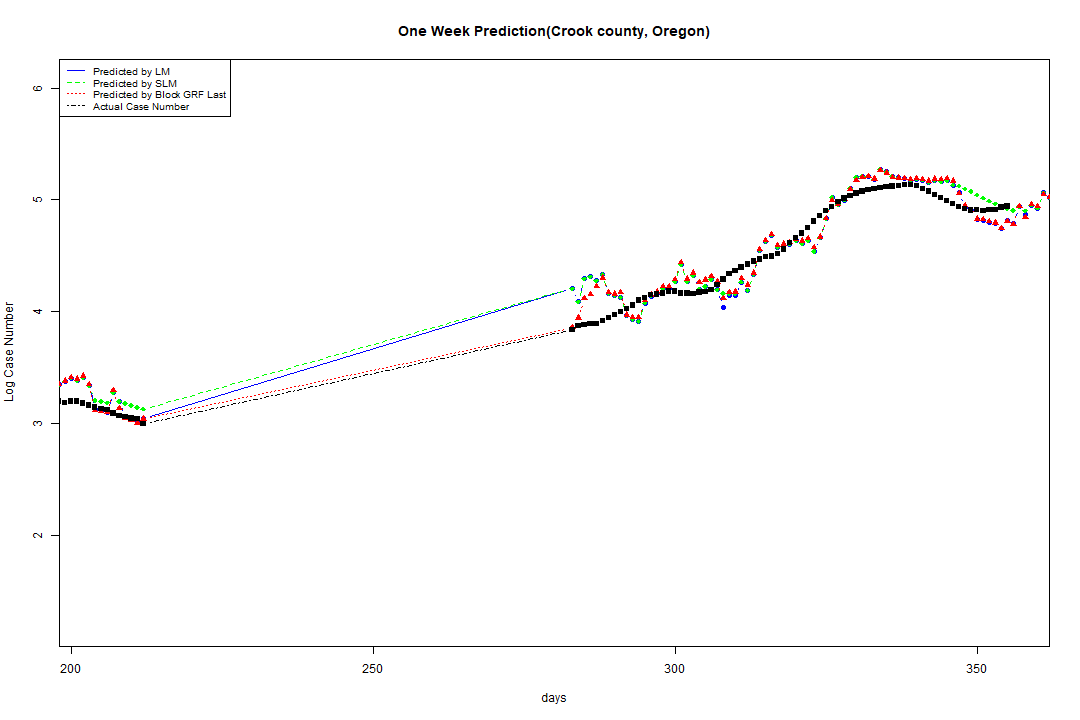 One Week Prediction(Crook county, Oregon)
Predicted by LM
Predicted by SLM
Predicted by Block GRF Last
Actual Case Number
6
5
4
3
2
Log Case Number
200 250 300 350
days